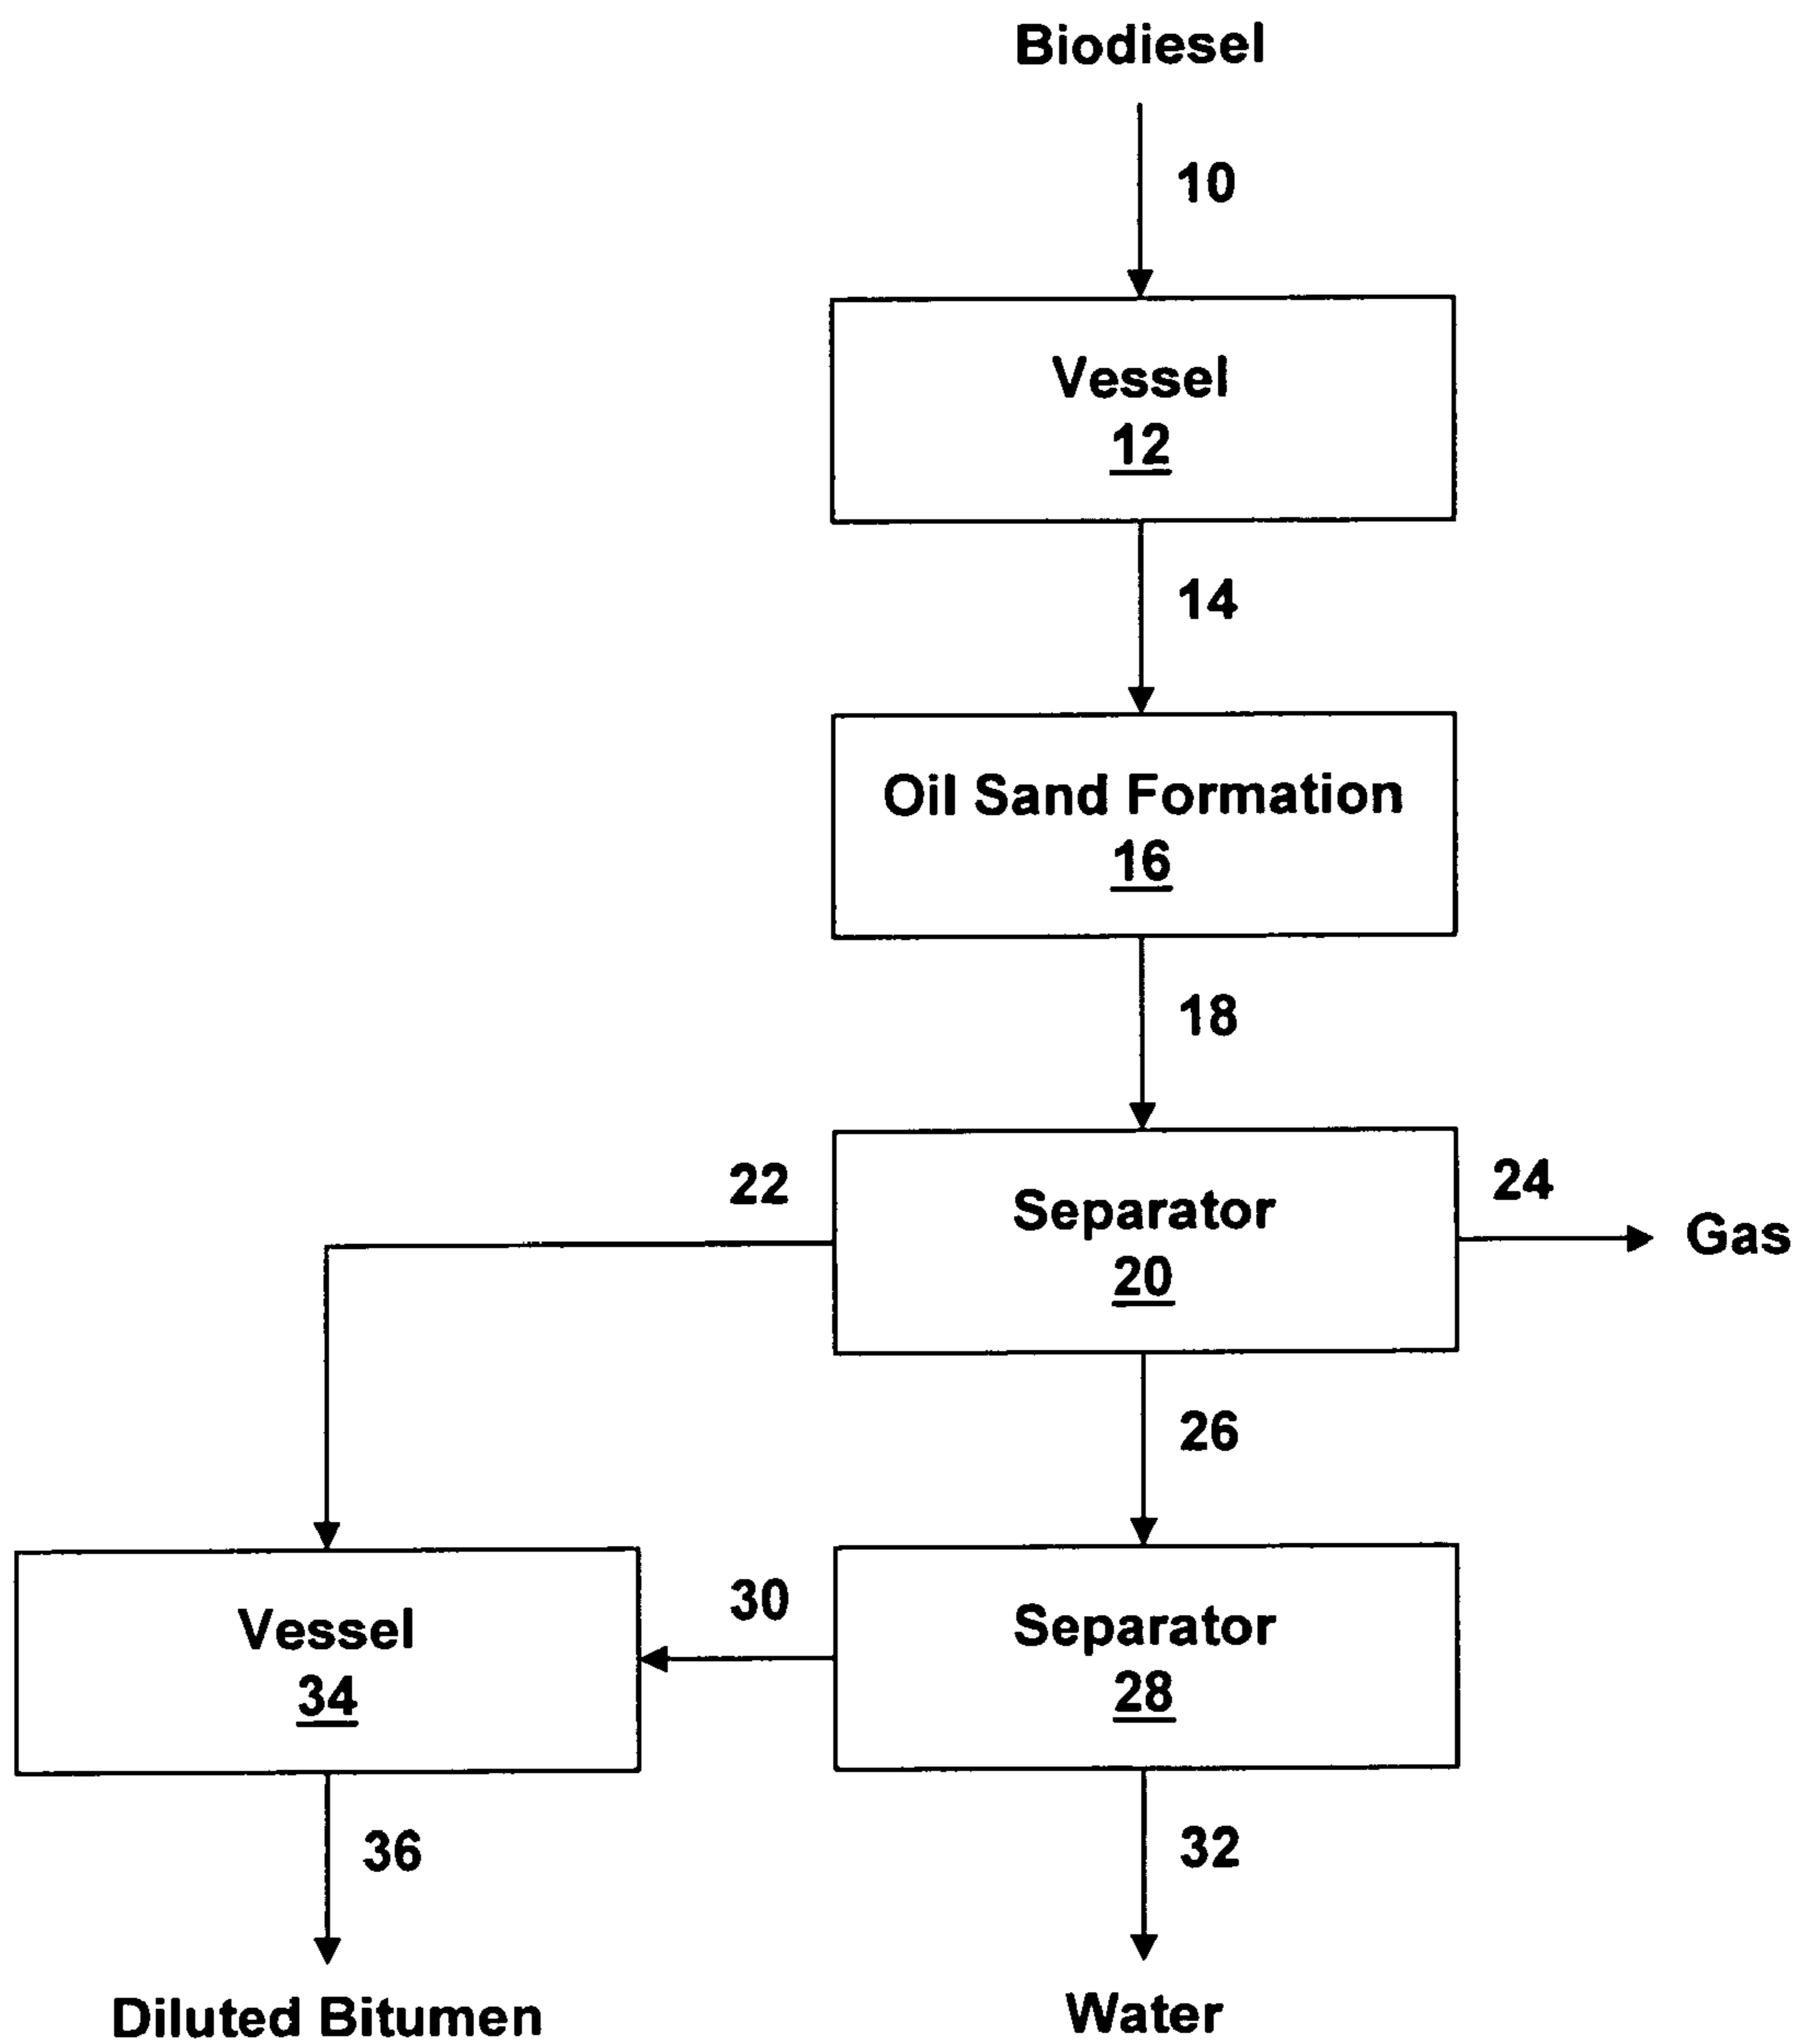 Biodiesel
10
Vessel
12
14
Oil Sand Formation
16
18
22
Separator
20
24
Gas
26
Vessel
34
30
Separator
28
36
32
Diluted Bitumen
Water